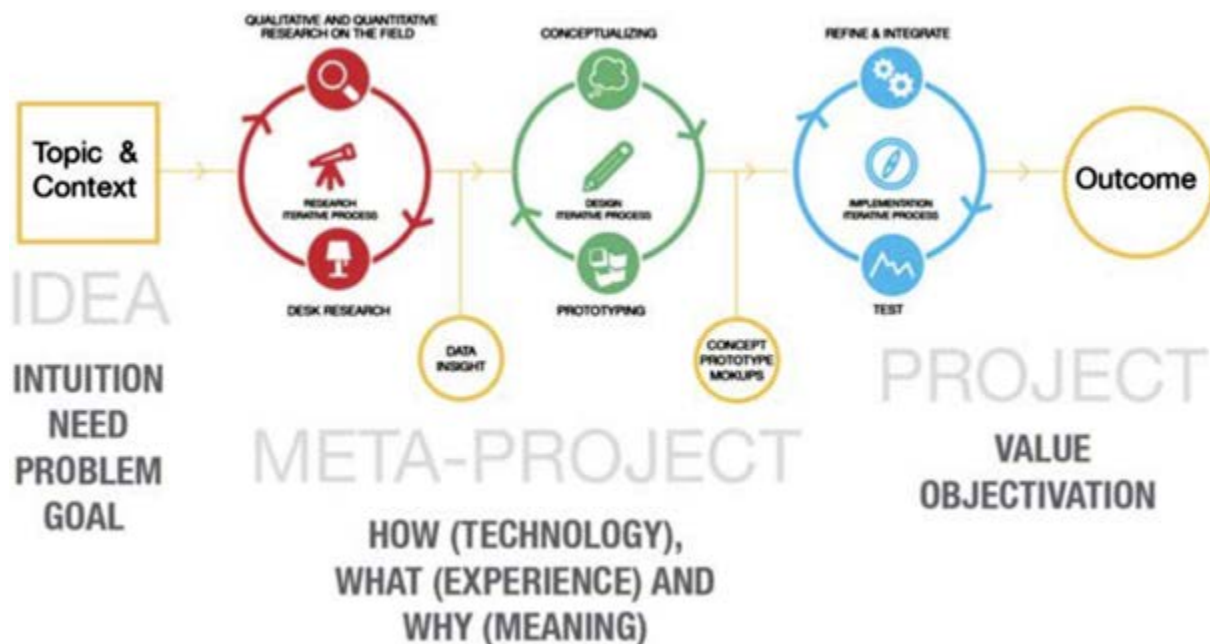 QUALITATIVE AND QUANTITATIVE
RESEARCH ON THE FIELD
CONCEPTUALIZING
REFINE & INTEGRATE
Topic &
Context
RESEARCH
ITERATIVE PROCESS
DESIGN
ITERATIVE PROCESS
IMPLEMENTATION
ITERATIVE PROCESS
Outcome
DESK RESEARCH
PROTOTYPING
TEST
DATA
INSIGHT
CONCEPT
PROTOTYPE
MOKUPS
IDEA
INTUITION
NEED
PROBLEM
GOAL
META-PROJECT
HOW (TECHNOLOGY),
WHAT (EXPERIENCE) AND
WHY (MEANING)
PROJECT
VALUE
OBJECTIVATION